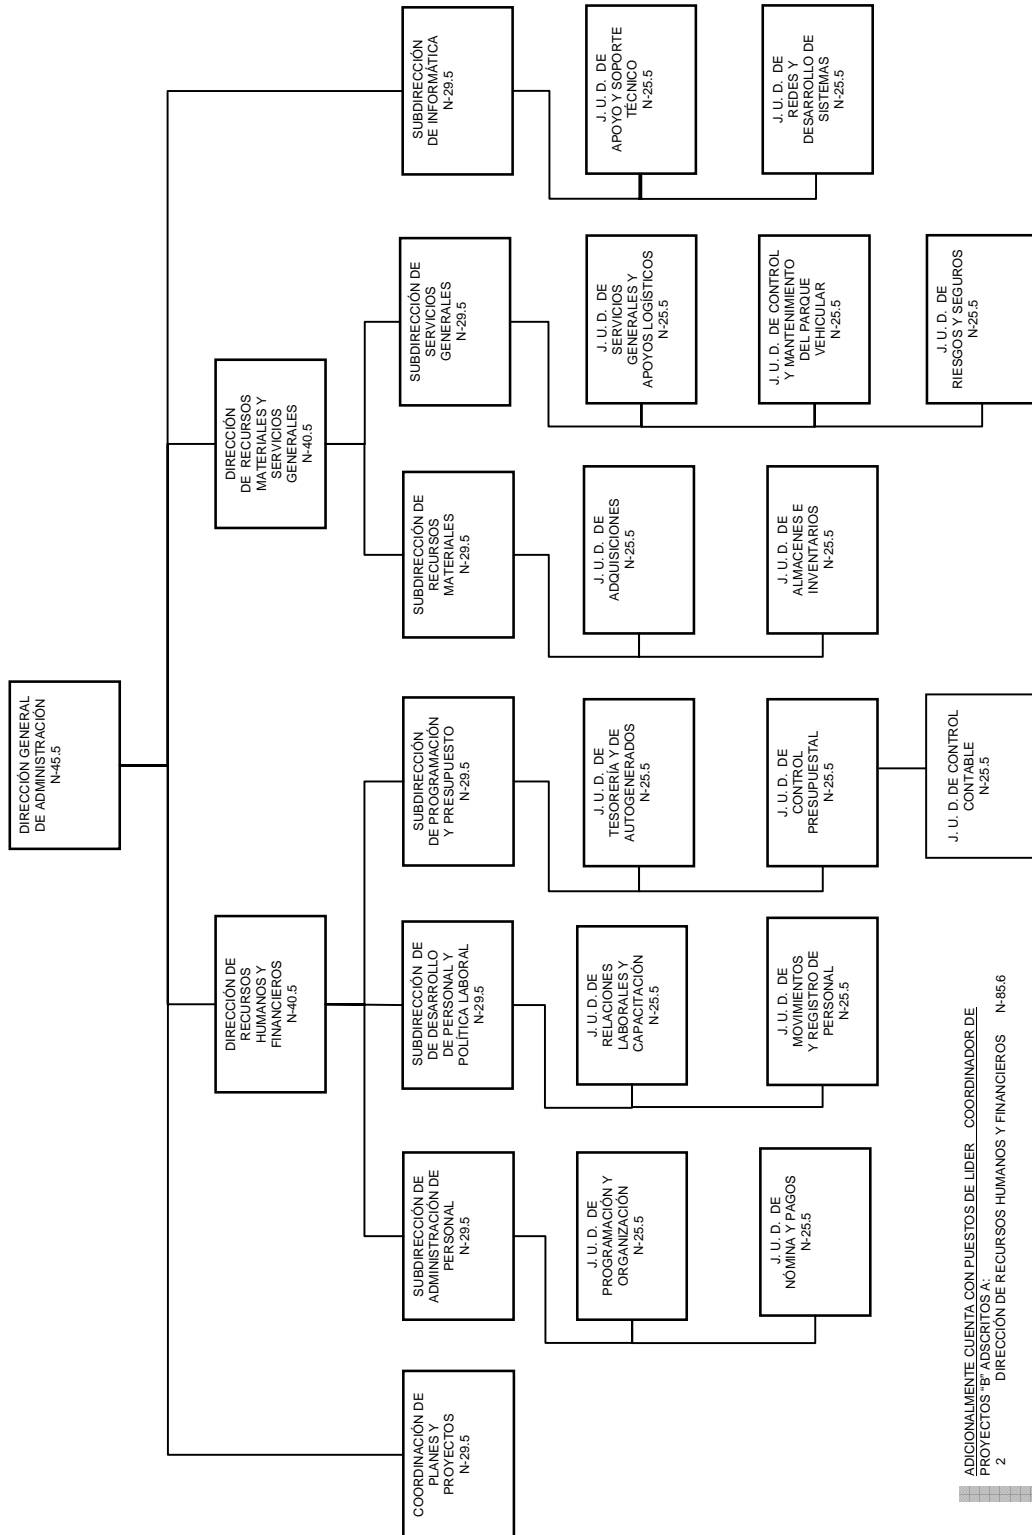 DIRECCIÓN GENERAL
DE ADMINISTRACIÓN
N-45.5
DIRECCIÓN DE
RECURSOS
HUMANOS Y
FINANCIEROS
N-40.5
DIRECCIÓN
DE RECURSOS
MATERIALES Y
SERVICIOS
GENERALES
N-40.5
COORDINACIÓN DE
PLANES Y
PROYECTOS
N-29.5
SUBDIRECCIÓN DE
ADMINISTRACIÓN DE
PERSONAL
N-29.5
SUBDIRECCIÓN DE
DE DESARROLLO
DE PERSONAL Y
POLÍTICA LABORAL
N-29.5
SUBDIRECCIÓN
DE PROGRAMACIÓN
Y PRESUPUESTO
N-29.5
SUBDIRECCIÓN DE
RECURSOS
MATERIALES
N-29.5
SUBDIRECCIÓN DE
SERVICIOS
GENERALES
N-29.5
SUBDIRECCIÓN
DE INFORMÁTICA
N-29.5
J. U. D. DE
PROGRAMACIÓN Y
ORGANIZACIÓN
N-25.5
J. U. D. DE
RELACIONES
LABORALES Y
CAPACITACIÓN
N-25.5
J. U. D. DE
TESORERÍA Y DE
AUTOGENERADOS
N-25.5
J. U. D. DE
ADQUISICIONES
N-25.5
J. U. D. DE
SERVICIOS
GENERALES Y
APOYOS LOGÍSTICOS
N-25.5
J. U. D. DE
APOYO Y SOPORTE
TÉCNICO
N-25.5
J. U. D. DE
NÓMINA Y PAGOS
N-25.5
J. U. D. DE
MOVIMIENTOS
Y REGISTRO DE
PERSONAL
N-25.5
J. U. D. DE
CONTROL
PRESUPUESTAL
N-25.5
J. U. D. DE
ALMACENES E
INVENTARIOS
N-25.5
J. U. D. DE CONTROL
Y MANTENIMIENTO
DEL PARQUE
VEHICULAR
N-25.5
J. U. D. DE
REDES Y
DESARROLLO DE
SISTEMAS
N-25.5
J. U. D. DE CONTROL
CONTABLE
N-25.5
J. U. D. DE
RIESGOS Y SEGUROS
N-25.5
ADICIONALMENTE CUENTA CON PUESTOS DE LIDER COORDINADOR DE
PROYECTOS "B" ADSCRITOS A:
2 DIRECCIÓN DE RECURSOS HUMANOS Y FINANCIEROS N-85.6